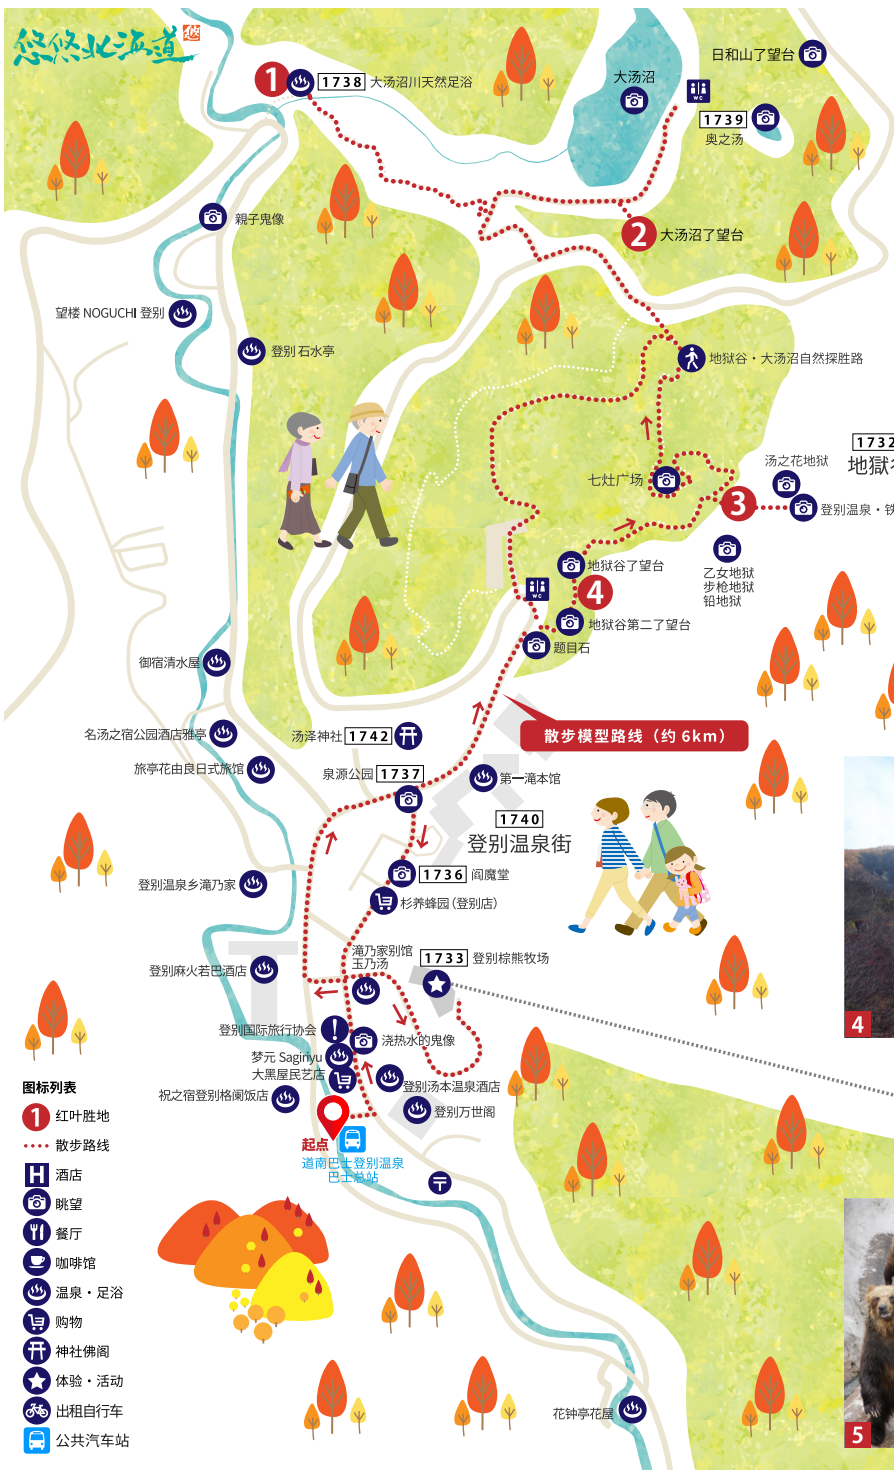 悠悠北海道
悠
1
1738 大汤沼川天然足浴
大汤沼
日和山了望台
WC
1739
奥之汤
親子鬼像
2 大汤沼了望台
望楼 NOGUCHI 登别
登别石水亭
地狱谷・大汤沼自然探胜路
1732
汤之花地狱
七灶广场
3
登别温泉・铁
地狱谷了望台
乙女地狱
步枪地狱
铅地狱
WC
4
地狱谷第二了望台
题目石
御宿清水屋
名汤之宿公园酒店雅亭
汤泽神社 1742
散步模型路线（约 6km）
旅亭花由良日式旅馆
泉源公园 1737
第一滝本馆
1740
登别温泉街
登别温泉乡滝乃家
1736 阎魔堂
杉养蜂园（登别店）
滝乃家别馆
玉乃汤
1733 登别棕熊牧场
登别麻火若巴酒店
登别国际旅行协会
浇热水的鬼像
梦元 Sagiriyu
大黑屋民艺店
登别汤本温泉酒店
祝之宿登别格阑饭店
登别万世阁
起点
道南巴士登别温泉
巴士总站
4
图标列表
1 红叶胜地
散步路线
H 酒店
眺望
餐厅
咖啡馆
温泉・足浴
购物
神社佛阁
体验・活动
出租自行车
公共汽车站
花钟亭花屋
5